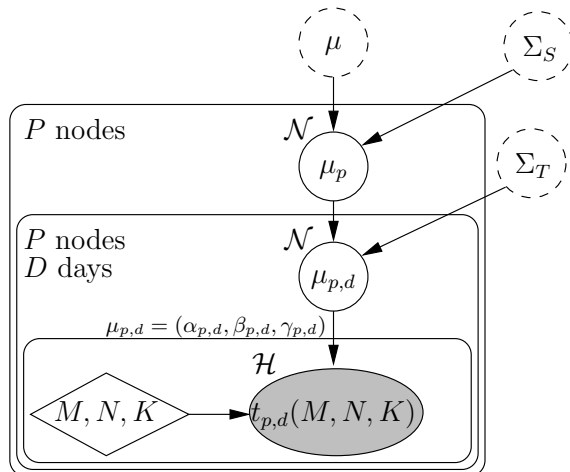 μ
Σ_S
P nodes
𝒩
μ_p
Σ_T
P nodes
D days
𝒩
μ_{p,d}
μ_{p,d} = (α_{p,d}, β_{p,d}, γ_{p,d})
ℋ
M, N, K
t_{p,d}(M, N, K)